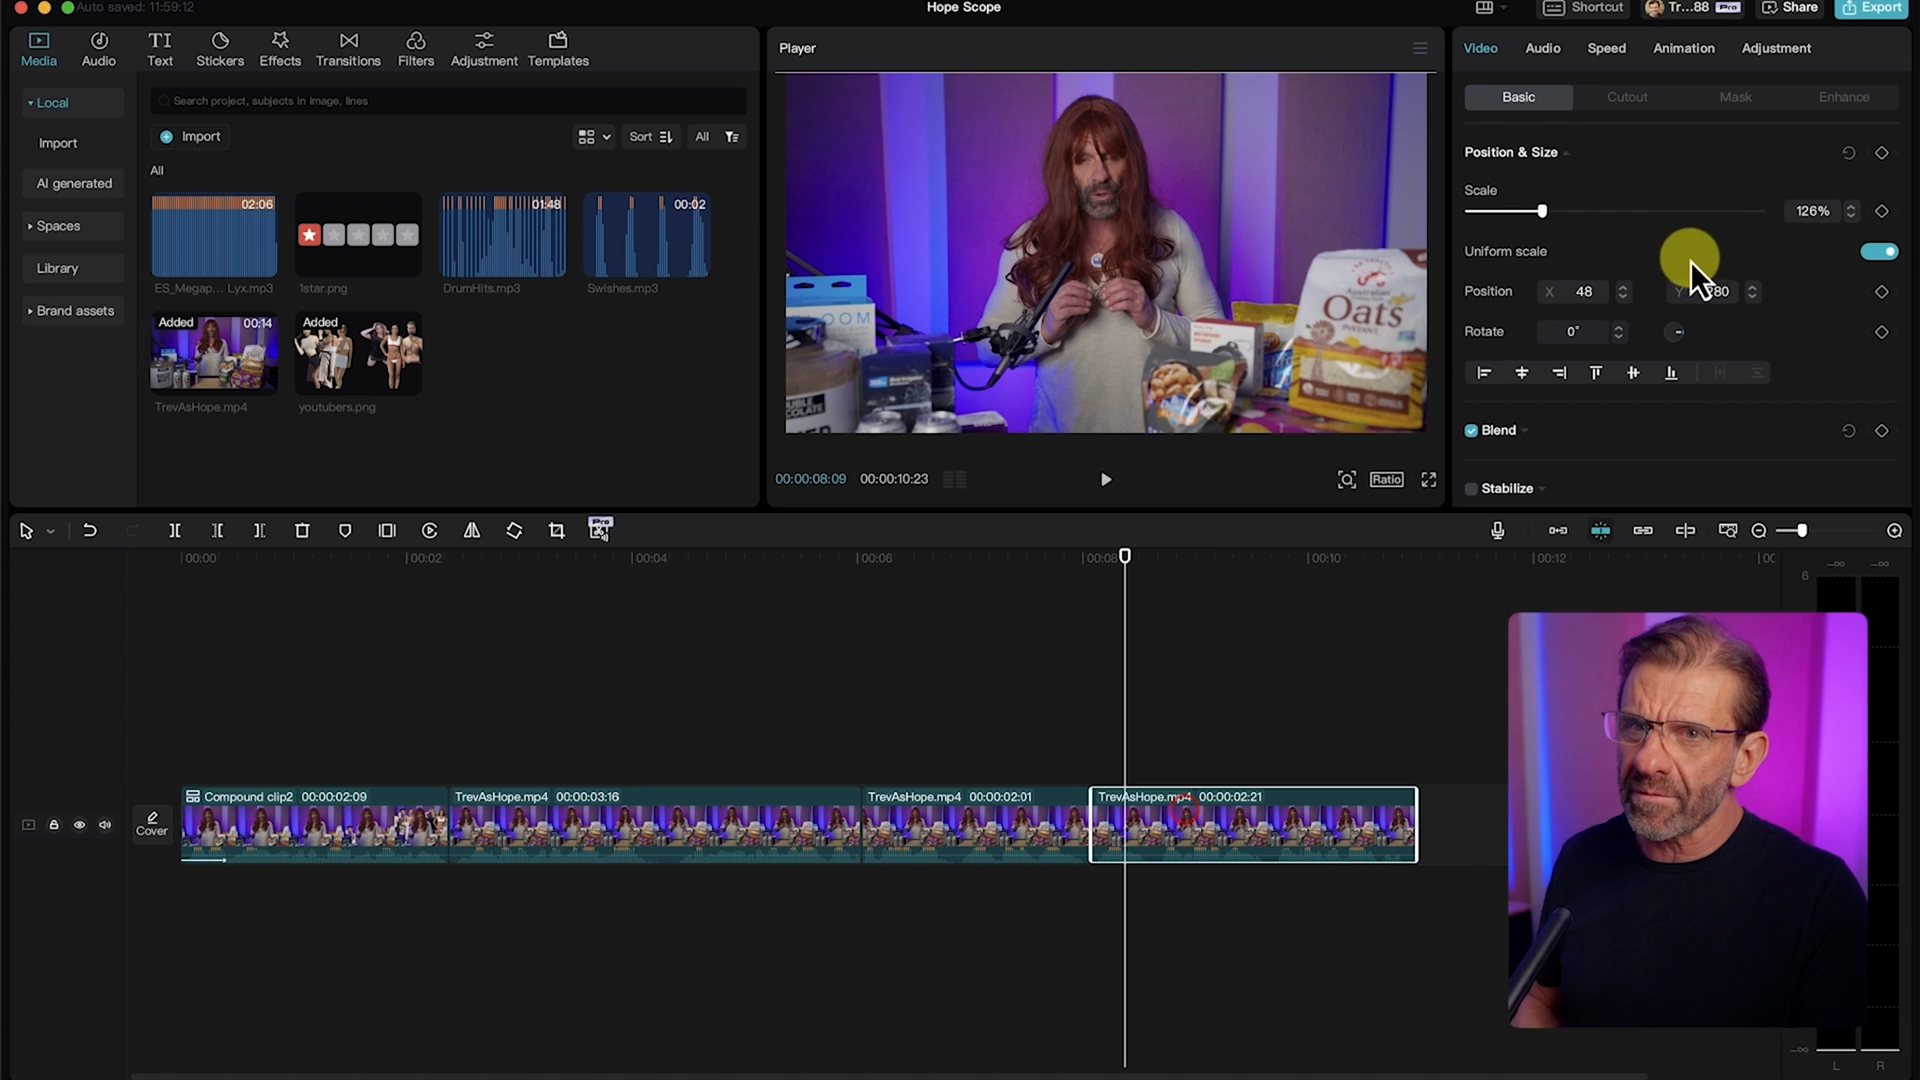 Auto saved: 11:59:12
Hope Scope
Shortcut
Tr...88
Pro
Share
Export
Media
Audio
Text
Stickers
Effects
Transitions
Filters
Adjustment
Templates
Local
Import
AI generated
Spaces
Library
Brand assets
Search project, subjects in image, lines
Import
Sort
All
All
02:06
ES_Megap... Lyx.mp3
1star.png
01:48
DrumHits.mp3
00:02
Swishes.mp3
Added
00:14
TrevAsHope.mp4
Added
youtubers.png
Player
LOOM
Australian
Oats
INSTANT
00:00:08:09
00:00:10:23
Ratio
Video
Audio
Speed
Animation
Adjustment
Basic
Cutout
Mask
Enhance
Position & Size
Scale
126%
Uniform scale
Position
X
48
280
Rotate
0°
Blend
Stabilize
Pro
00:00
00:02
00:04
00:06
00:08
00:10
00:12
6
-∞
-∞
Cover
Compound clip2 00:00:02:09
TrevAsHope.mp4 00:00:03:16
TrevAsHope.mp4 00:00:02:01
TrevAsHope.mp4 00:00:02:21
-∞
L
R